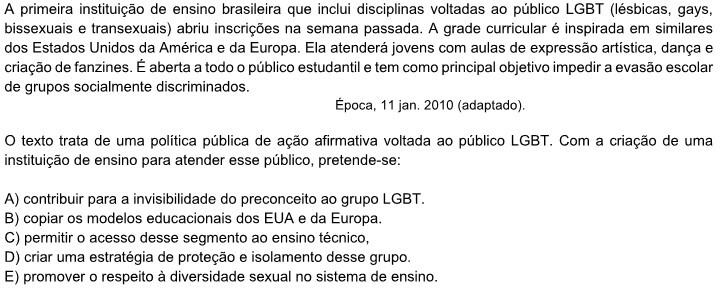 A primeira instituição de ensino brasileira que inclui disciplinas voltadas ao público LGBT (lésbicas, gays,
bissexuais e transexuais) abriu inscrições na semana passada. A grade curricular é inspirada em similares
dos Estados Unidos da América e da Europa. Ela atenderá jovens com aulas de expressão artística, dança e
criação de fanzines. É aberta a todo o público estudantil e tem como principal objetivo impedir a evasão escolar
de grupos socialmente discriminados.
Época, 11 jan. 2010 (adaptado).
O texto trata de uma política pública de ação afirmativa voltada ao público LGBT. Com a criação de uma
instituição de ensino para atender esse público, pretende-se:
A) contribuir para a invisibilidade do preconceito ao grupo LGBT.
B) copiar os modelos educacionais dos EUA e da Europa.
C) permitir o acesso desse segmento ao ensino técnico,
D) criar uma estratégia de proteção e isolamento desse grupo.
E) promover o respeito à diversidade sexual no sistema de ensino.